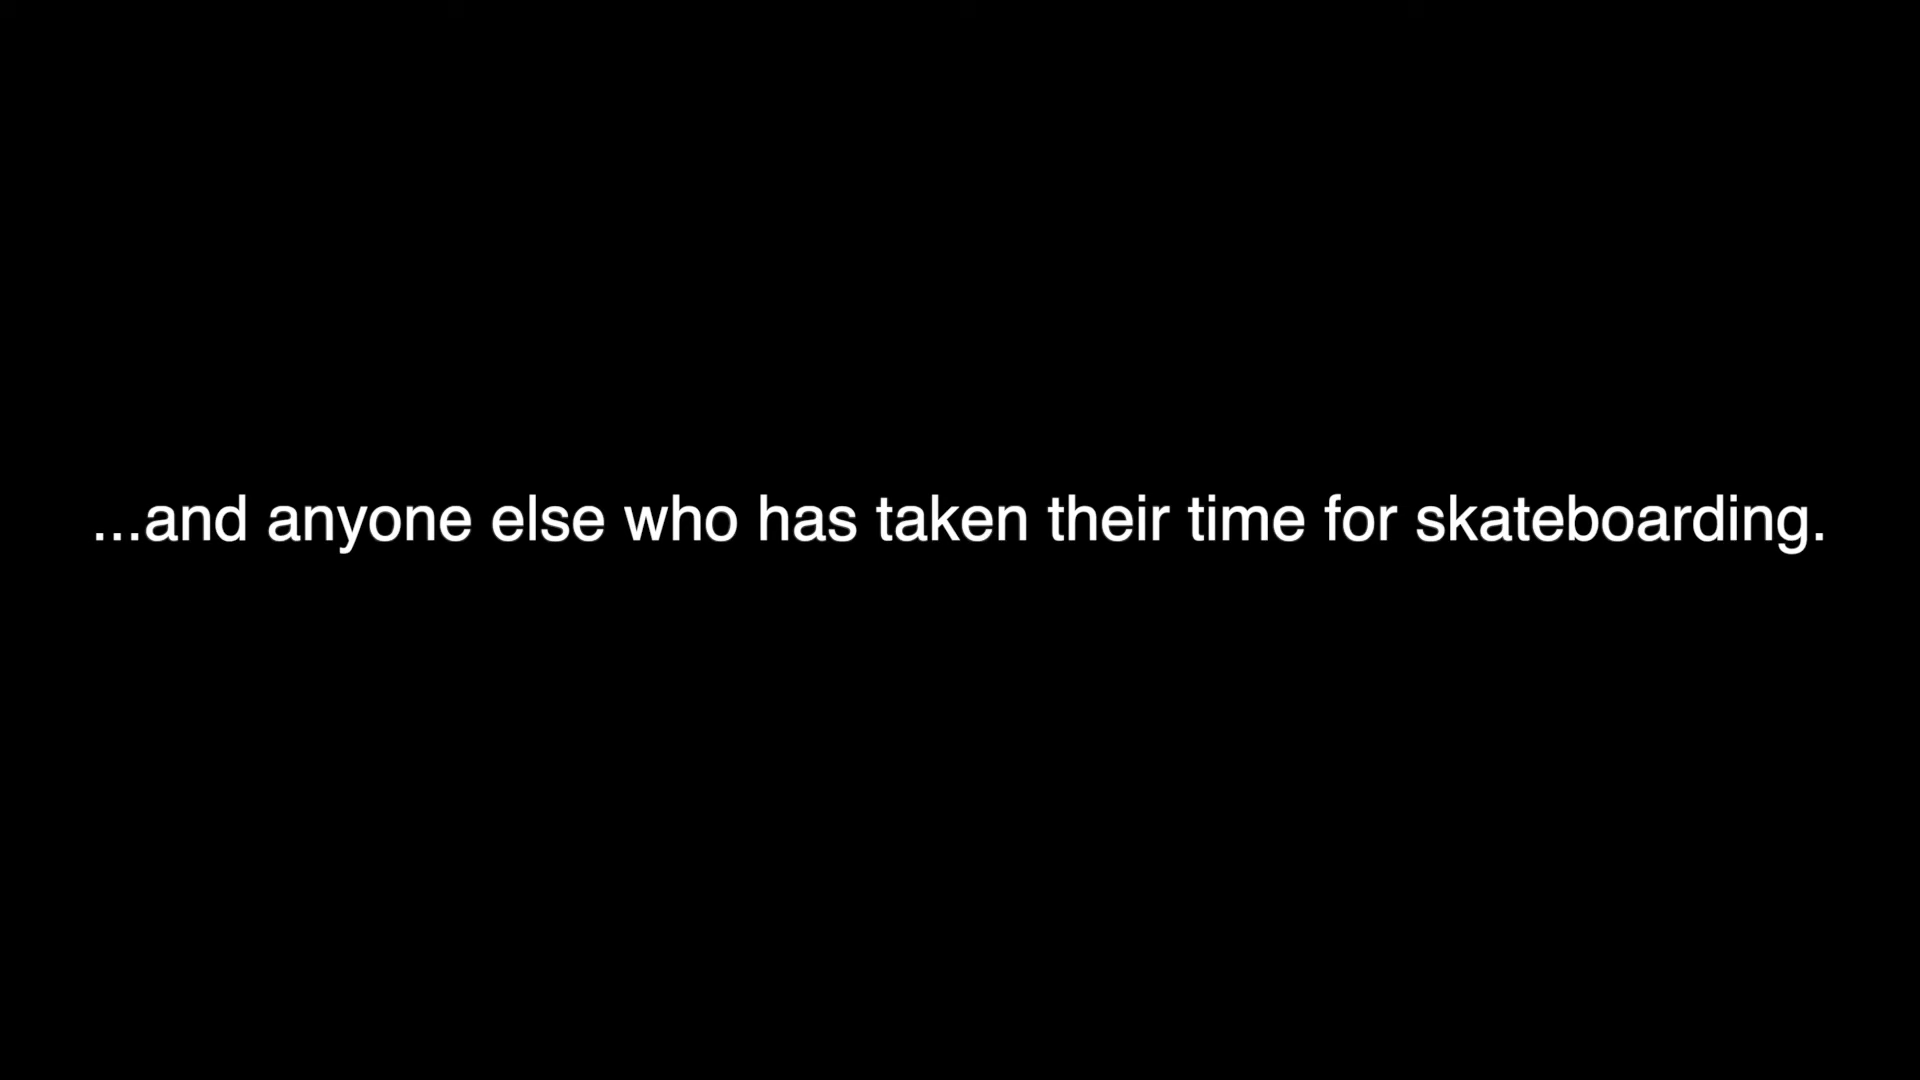 ...and anyone else who has taken their time for skateboarding.